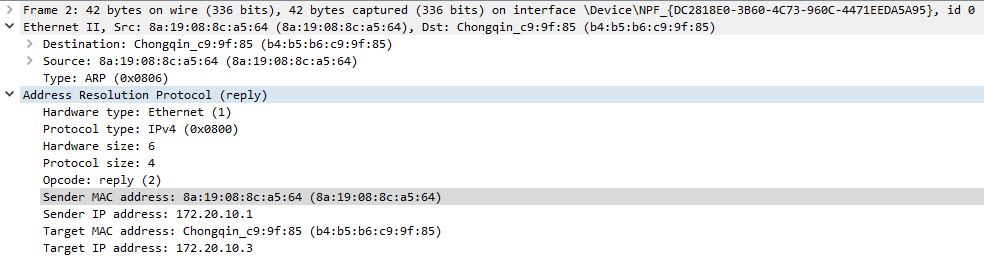 Frame 2: 42 bytes on wire (336 bits), 42 bytes captured (336 bits) on interface \Device\NPF_{DC2818E0-3B60-4C73-960C-4471EEDA5A95}, id 0
Ethernet II, Src: 8a:19:08:8c:a5:64 (8a:19:08:8c:a5:64), Dst: Chongqin_c9:9f:85 (b4:b5:b6:c9:9f:85)
Destination: Chongqin_c9:9f:85 (b4:b5:b6:c9:9f:85)
Source: 8a:19:08:8c:a5:64 (8a:19:08:8c:a5:64)
Type: ARP (0x0806)
Address Resolution Protocol (reply)
Hardware type: Ethernet (1)
Protocol type: IPv4 (0x0800)
Hardware size: 6
Protocol size: 4
Opcode: reply (2)
Sender MAC address: 8a:19:08:8c:a5:64 (8a:19:08:8c:a5:64)
Sender IP address: 172.20.10.1
Target MAC address: Chongqin_c9:9f:85 (b4:b5:b6:c9:9f:85)
Target IP address: 172.20.10.3